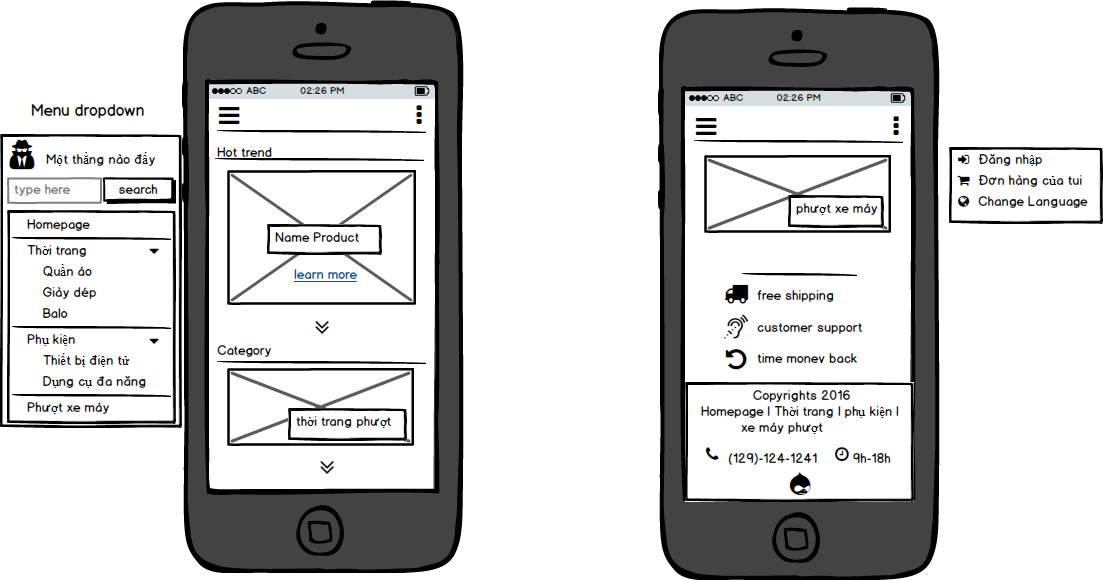 Menu dropdown
Một thằng nào đấy
type here
search
Homepage
Thời trang
Quần áo
Giày dép
Balo
Phụ kiện
Thiết bị điện tử
Dụng cụ đa năng
Phượt xe máy
ABC
02:26 PM
Hot trend
Name Product
learn more
Category
thời trang phượt
ABC
02:26 PM
phượt xe máy
free shipping
customer support
time money back
Copyrights 2016
Homepage | Thời trang | phụ kiện |
xe máy phượt
(129)-124-1241
9h-18h
Đăng nhập
Đơn hàng của tui
Change Language